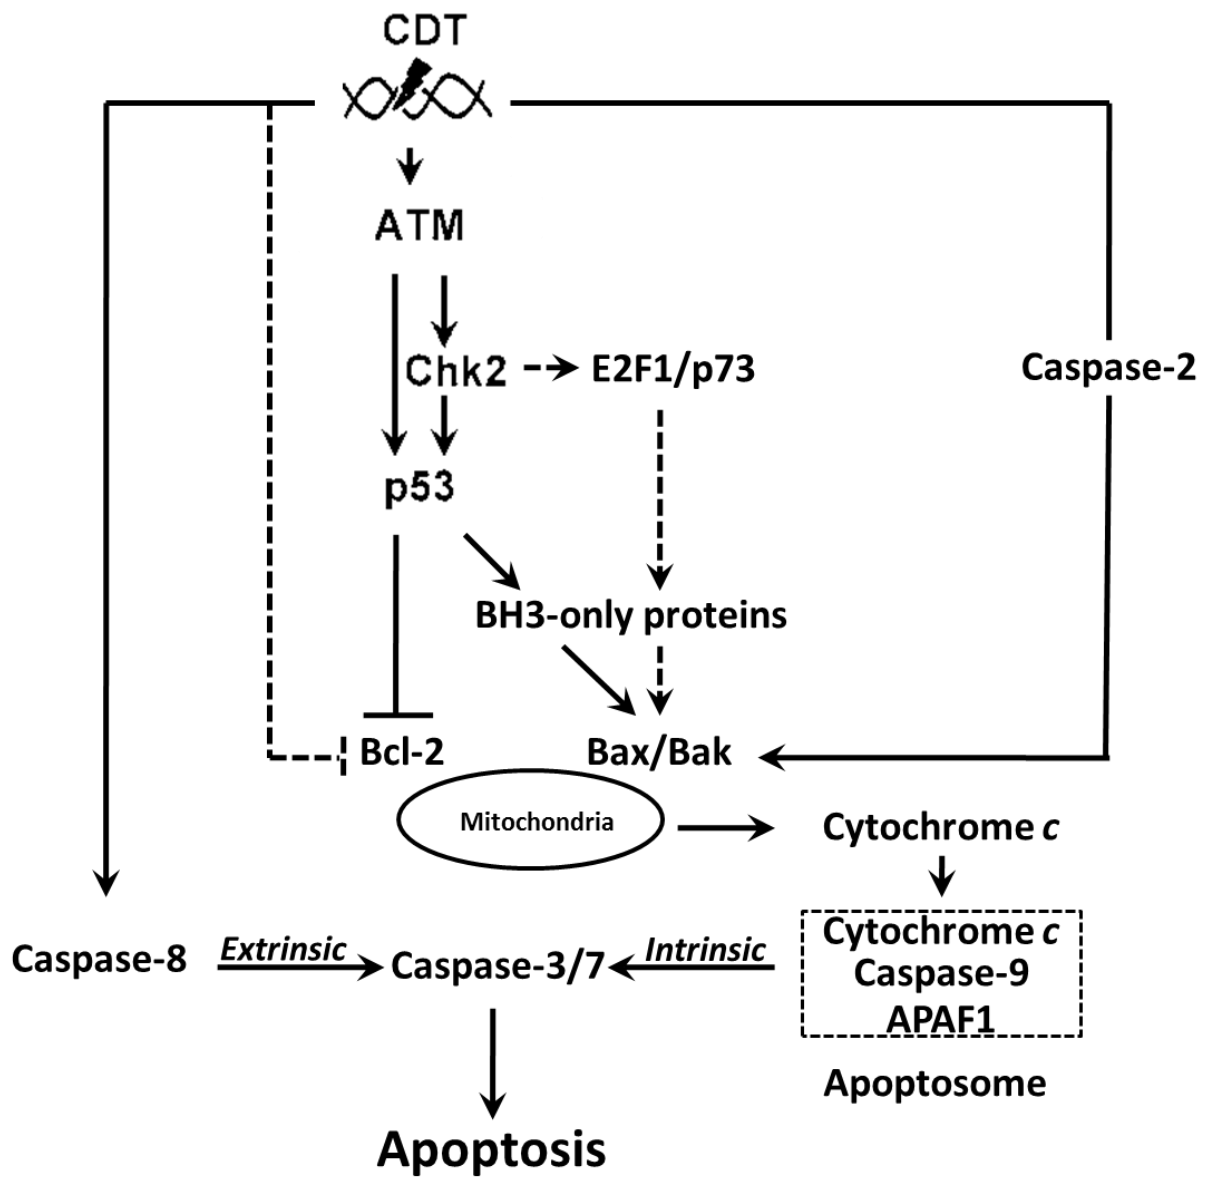 CDT
ATM
Chk2
E2F1/p73
Caspase-2
p53
BH3-only proteins
Bcl-2
Bax/Bak
Mitochondria
Cytochrome c
Caspase-8
Extrinsic
Caspase-3/7
Intrinsic
Cytochrome c
Caspase-9
APAF1
Apoptosome
Apoptosis